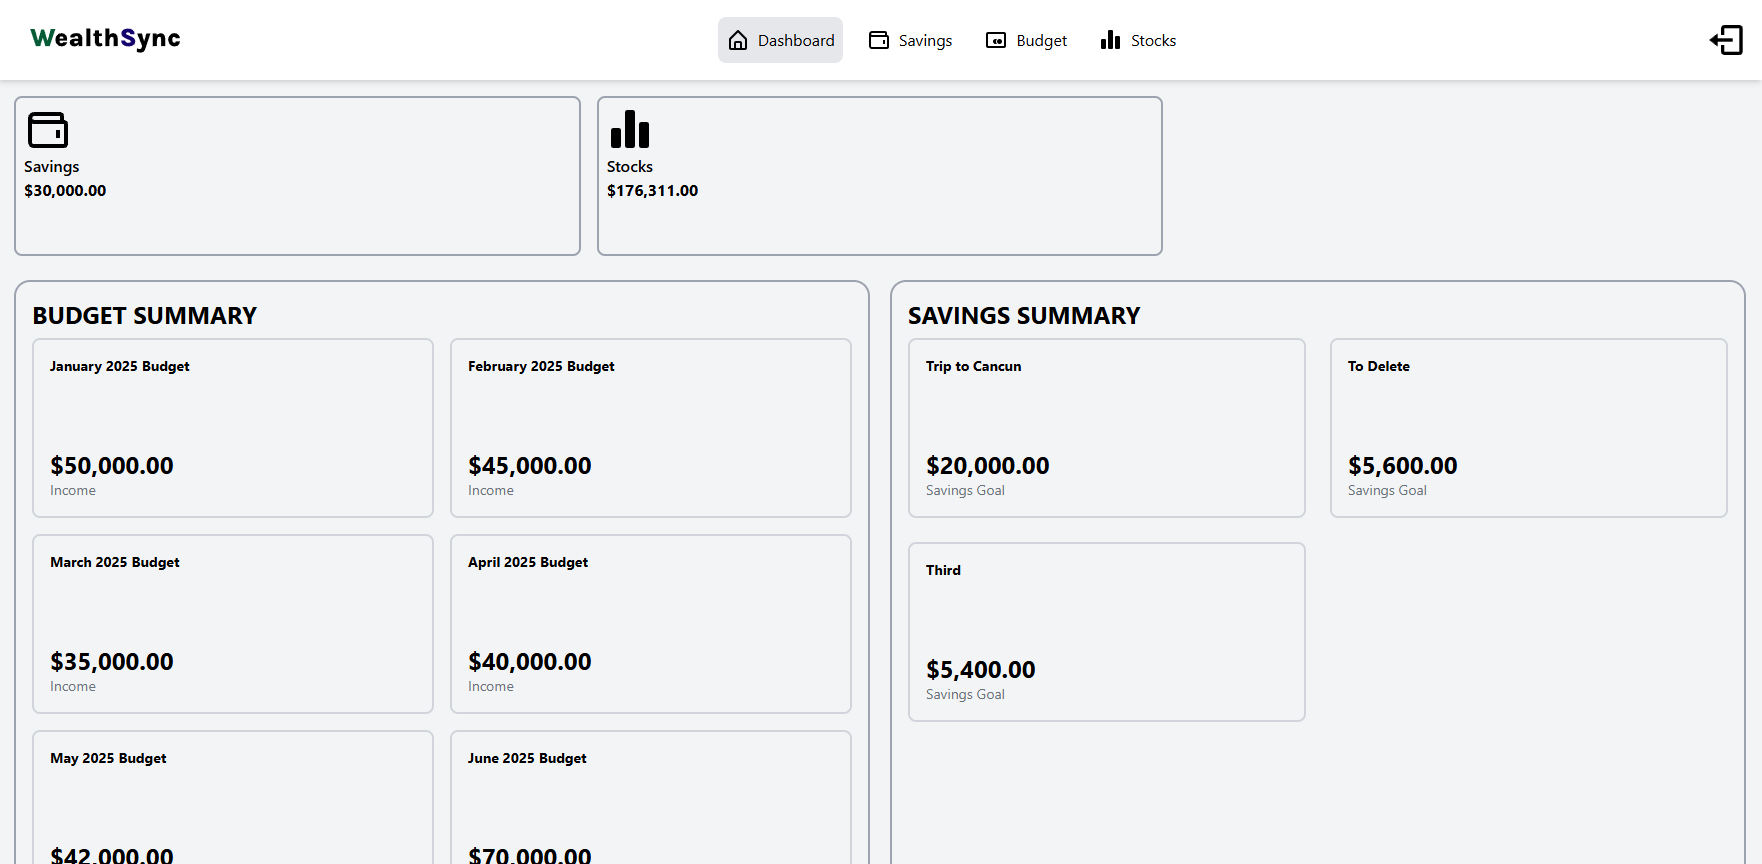 WealthSync
Dashboard
Savings
Budget
Stocks
Savings
$30,000.00
Stocks
$176,311.00
BUDGET SUMMARY
January 2025 Budget
$50,000.00
Income
February 2025 Budget
$45,000.00
Income
March 2025 Budget
$35,000.00
Income
April 2025 Budget
$40,000.00
Income
May 2025 Budget
$42,000.00
June 2025 Budget
$70,000.00
SAVINGS SUMMARY
Trip to Cancun
$20,000.00
Savings Goal
To Delete
$5,600.00
Savings Goal
Third
$5,400.00
Savings Goal